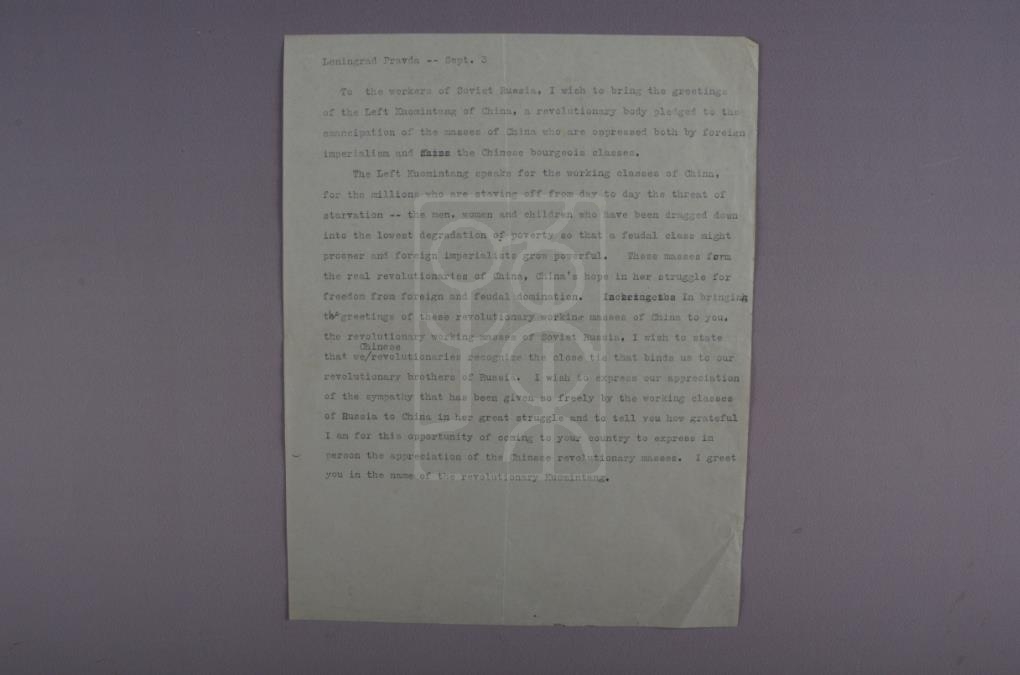 Leningrad Pravda -- Sept. 3
To the workers of Soviet Russia, I wish to bring the greetings
of the Left Kuomintang of China, a revolutionary body pledged to the
emancipation of the masses of China who are oppressed both by foreign
imperialism and the Chinese bourgeois classes.
The Left Kuomintang speaks for the working classes of China,
for the millions who are staving off from day to day the threat of
starvation -- the men, women and children who have been dragged down
into the lowest degradation of poverty so that a feudal class might
prosper and foreign imperialists grow powerful. These masses form
the real revolutionaries of China, China's hope in her struggle for
freedom from foreign and feudal domination. In bringing
the greetings of these revolutionary working masses of China to you,
the revolutionary working masses of Soviet Russia, I wish to state
Chinese
that we/revolutionaries recognize the close tie that binds us to our
revolutionary brothers of Russia. I wish to express our appreciation
of the sympathy that has been given so freely by the working classes
of Russia to China in her great struggle and to tell you how grateful
I am for this opportunity of coming to your country to express in
person the appreciation of the Chinese revolutionary masses. I greet
you in the name of the revolutionary Kuomintang.